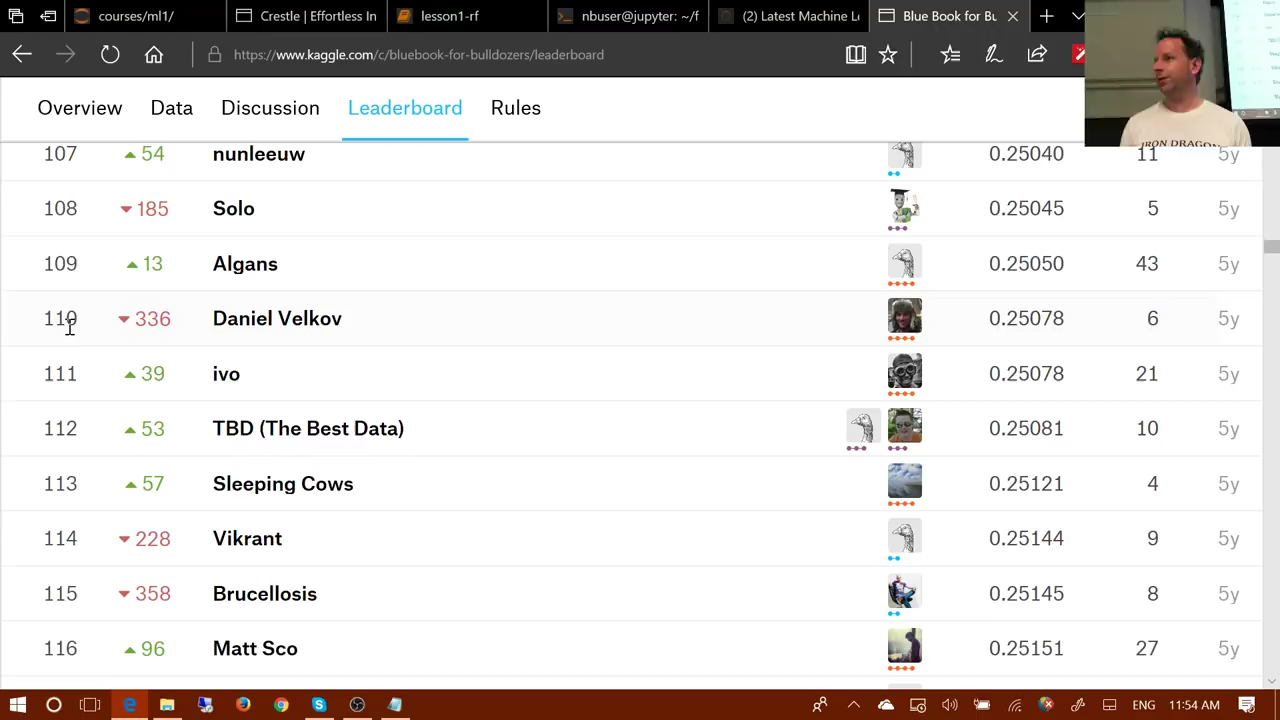 courses/ml1/
Crestle | Effortless In
lesson1-rf
nbuser@jupyter: ~/f
(2) Latest Machine Le
Blue Book for Bu
https://www.kaggle.com/c/bluebook-for-bulldozers/leaderboard
Overview Data Discussion Leaderboard Rules
IRON DRAGON
107 54 nunleeuw 0.25040 11 5y
108 185 Solo 0.25045 5 5y
109 13 Algans 0.25050 43 5y
110 336 Daniel Velkov 0.25078 6 5y
111 39 ivo 0.25078 21 5y
112 53 TBD (The Best Data) 0.25081 10 5y
113 57 Sleeping Cows 0.25121 4 5y
114 228 Vikrant 0.25144 9 5y
115 358 Brucellosis 0.25145 8 5y
116 96 Matt Sco 0.25151 27 5y
ENG 11:54 AM